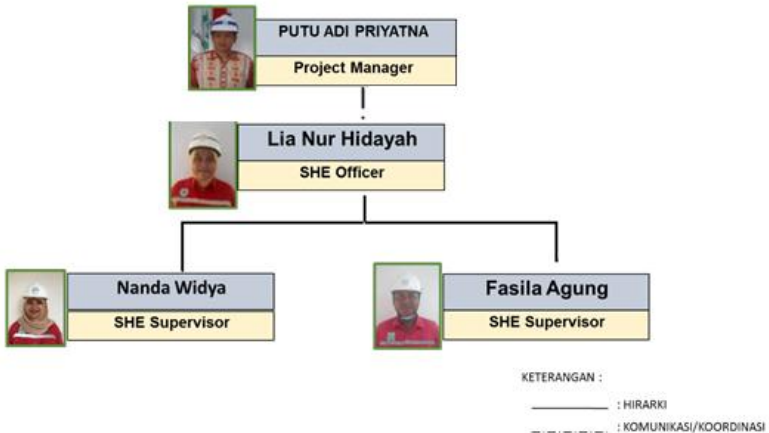 PUTU ADI PRIYATNA
Project Manager
Lia Nur Hidayah
SHE Officer
Nanda Widya
SHE Supervisor
Fasila Agung
SHE Supervisor
KETERANGAN :
: HIRARKI
: KOMUNIKASI/KOORDINASI